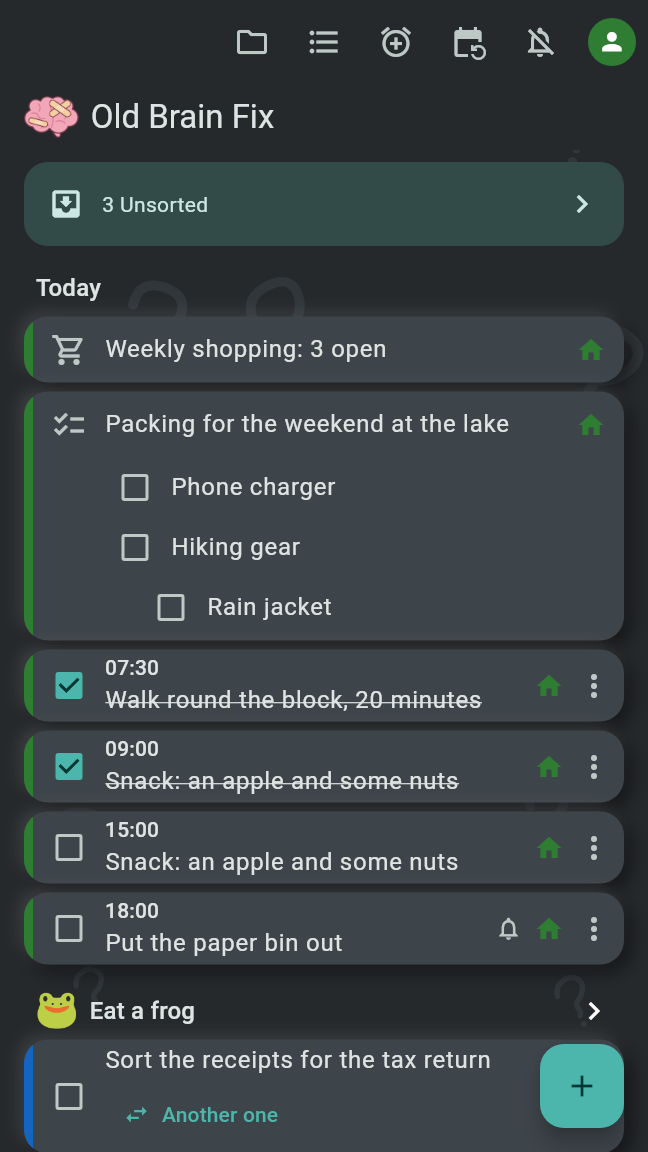 Old Brain Fix
3 Unsorted
Today
Weekly shopping: 3 open
Packing for the weekend at the lake
Phone charger
Hiking gear
Rain jacket
07:30
Walk round the block, 20 minutes
09:00
Snack: an apple and some nuts
15:00
Snack: an apple and some nuts
18:00
Put the paper bin out
Eat a frog
Sort the receipts for the tax return
Another one